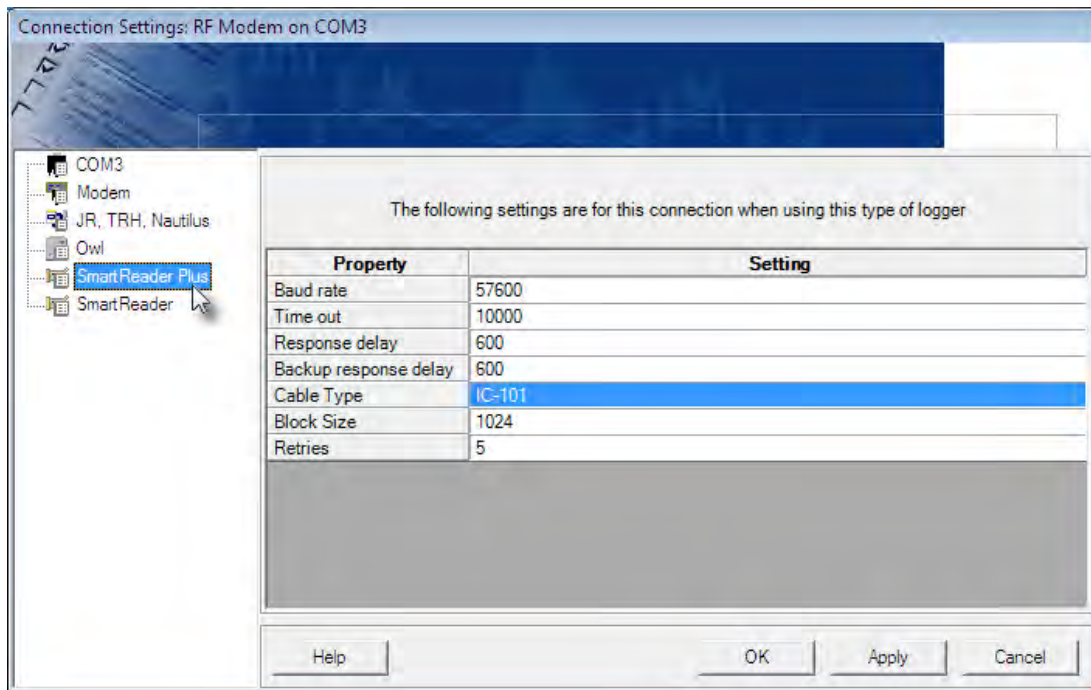 Connection Settings: RF Modem on COM3
COM3
Modem
JR, TRH, Nautilus
Owl
SmartReader Plus
SmartReader
The following settings are for this connection when using this type of logger
Property Setting
Baud rate 57600
Time out 10000
Response delay 600
Backup response delay 600
Cable Type IC-101
Block Size 1024
Retries 5
Help OK Apply Cancel